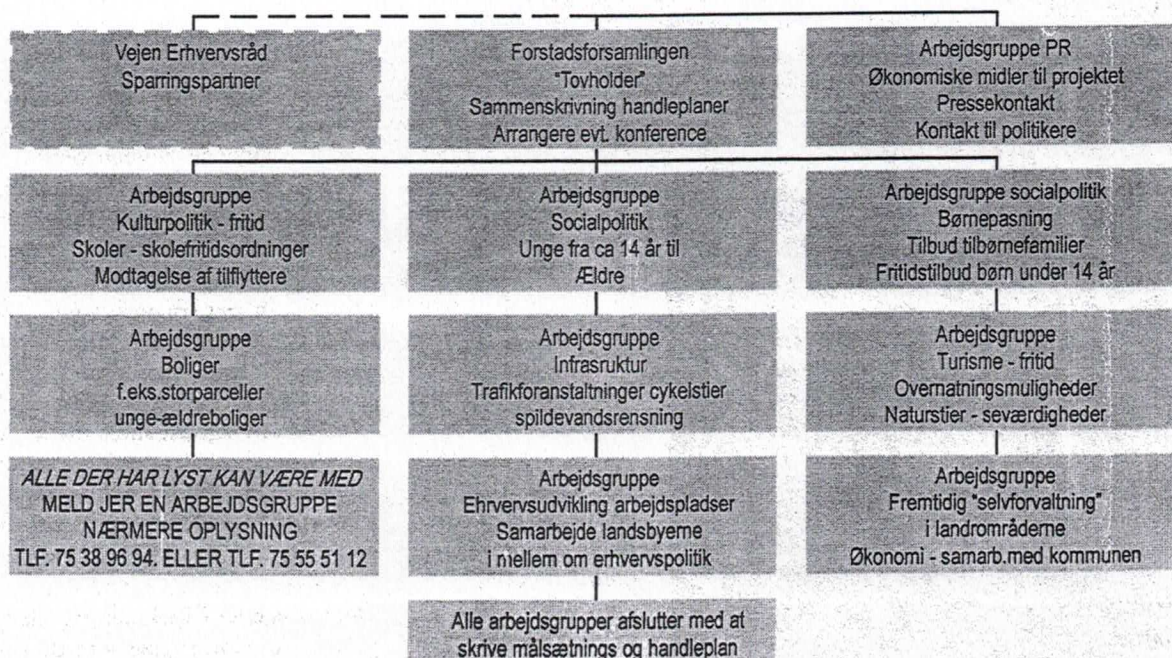 Vejen Erhvervsråd
Sparringspartner
Forstadsforsamlingen
"Tovholder"
Sammenskrivning handleplaner
Arrangere evt. konference
Arbejdsgruppe PR
Økonomiske midler til projektet
Pressekontakt
Kontakt til politikere
Arbejdsgruppe
Kulturpolitik - fritid
Skoler - skolefritidsordninger
Modtagelse af tilflyttere
Arbejdsgruppe
Socialpolitik
Unge fra ca 14 år til
Ældre
Arbejdsgruppe socialpolitik
Børnepasning
Tilbud tilbørnefamilier
Fritidstilbud børn under 14 år
Arbejdsgruppe
Boliger
f.eks.storparceller
unge-ældreboliger
Arbejdsgruppe
Infrasruktur
Trafikforanstaltninger cykelstier
spildevandsrensning
Arbejdsgruppe
Turisme - fritid
Overnatningsmuligheder
Naturstier - seværdigheder
ALLE DER HAR LYST KAN VÆRE MED
MELD JER EN ARBEJDSGRUPPE
NÆRMERE OPLYSNING
TLF. 75 38 96 94. ELLER TLF. 75 55 51 12
Arbejdsgruppe
Ehrvervsudvikling arbejdspladser
Samarbejde landsbyerne
i mellem om erhvervspolitik
Arbejdsgruppe
Fremtidig "selvforvaltning"
i landrområderne
Økonomi - samarb.med kommunen
Alle arbejdsgrupper afslutter med at
skrive målsætnings og handleplan